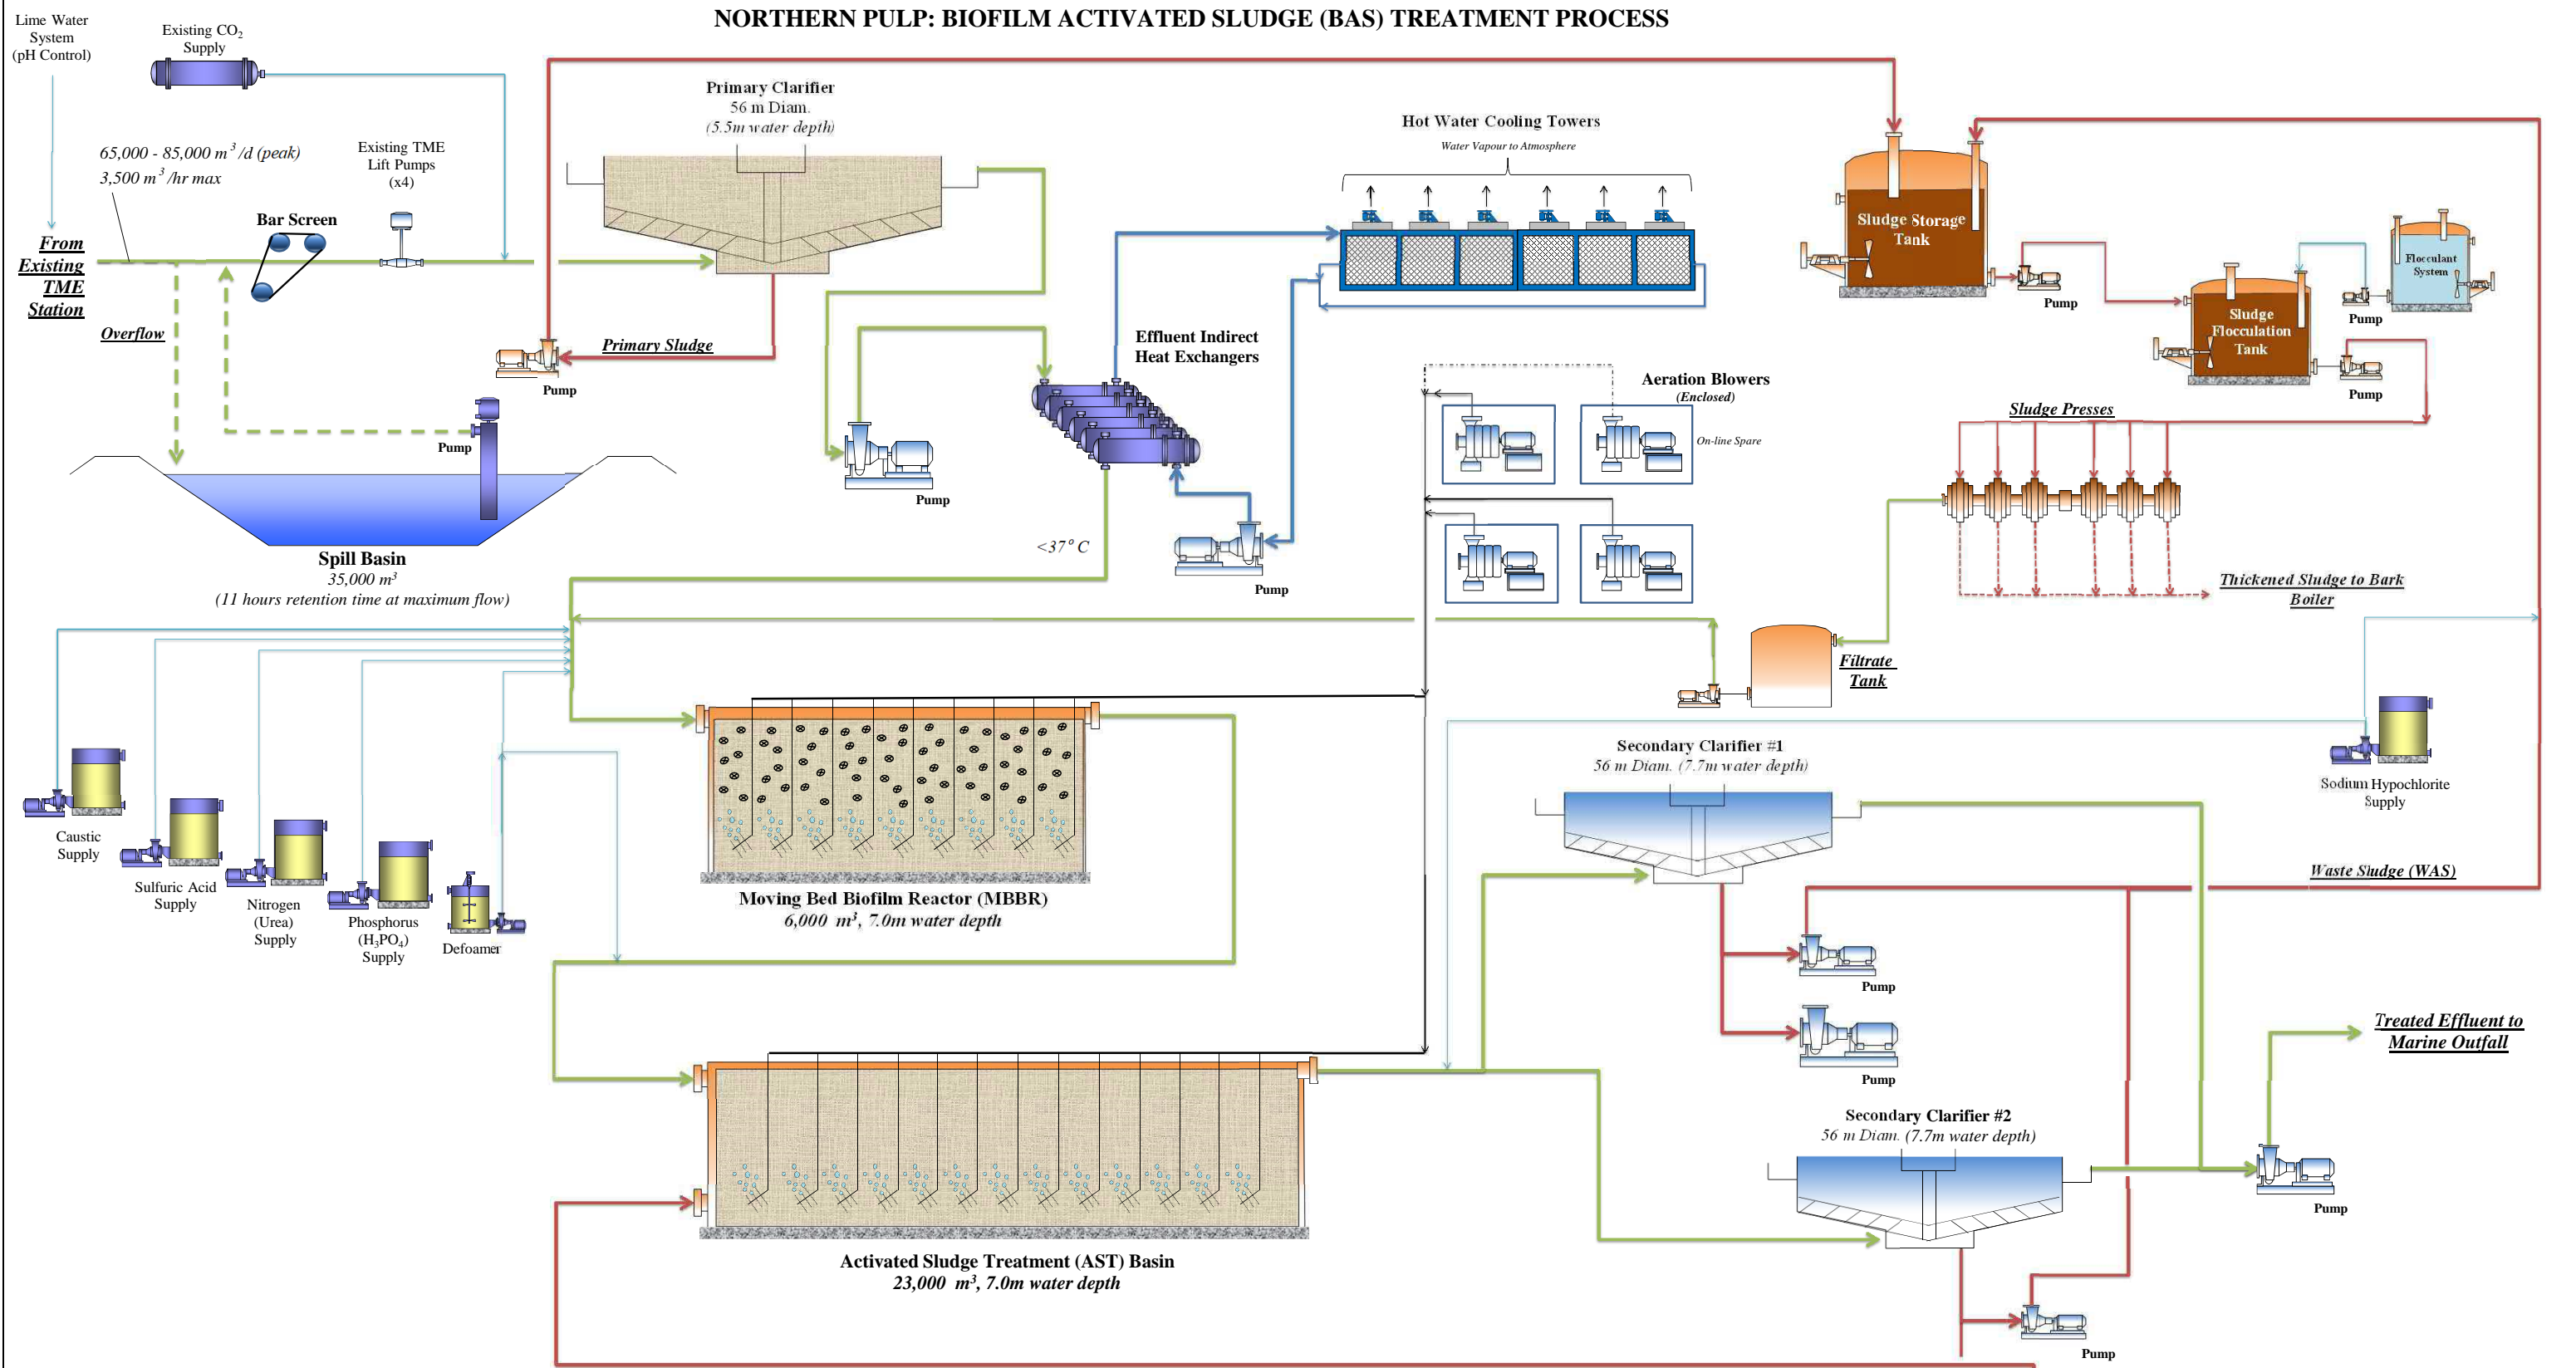 NORTHERN PULP: BIOFILM ACTIVATED SLUDGE (BAS) TREATMENT PROCESS
Lime Water
System
(pH Control)
Existing CO₂
Supply
65,000 - 85,000 m³/d (peak)
3,500 m³/hr max
Existing TME
Lift Pumps
(x4)
Bar Screen
From
Existing
TME
Station
Overflow
Pump
Spill Basin
35,000 m³
(11 hours retention time at maximum flow)
Primary Clarifier
56 m Diam.
(5.5m water depth)
Primary Sludge
Pump
Pump
Effluent Indirect
Heat Exchangers
<37° C
Pump
Hot Water Cooling Towers
Water Vapour to Atmosphere
Aeration Blowers
(Enclosed)
On-line Spare
Sludge Storage
Tank
Pump
Sludge
Flocculation
Tank
Flocculant
System
Pump
Pump
Sludge Presses
Thickened Sludge to Bark
Boiler
Filtrate
Tank
Caustic
Supply
Sulfuric Acid
Supply
Nitrogen
(Urea)
Supply
Phosphorus
(H₃PO₄)
Supply
Defoamer
Moving Bed Biofilm Reactor (MBBR)
6,000 m³, 7.0m water depth
Secondary Clarifier #1
56 m Diam. (7.7m water depth)
Sodium Hypochlorite
Supply
Waste Sludge (WAS)
Pump
Pump
Treated Effluent to
Marine Outfall
Activated Sludge Treatment (AST) Basin
23,000 m³, 7.0m water depth
Secondary Clarifier #2
56 m Diam. (7.7m water depth)
Pump
Pump